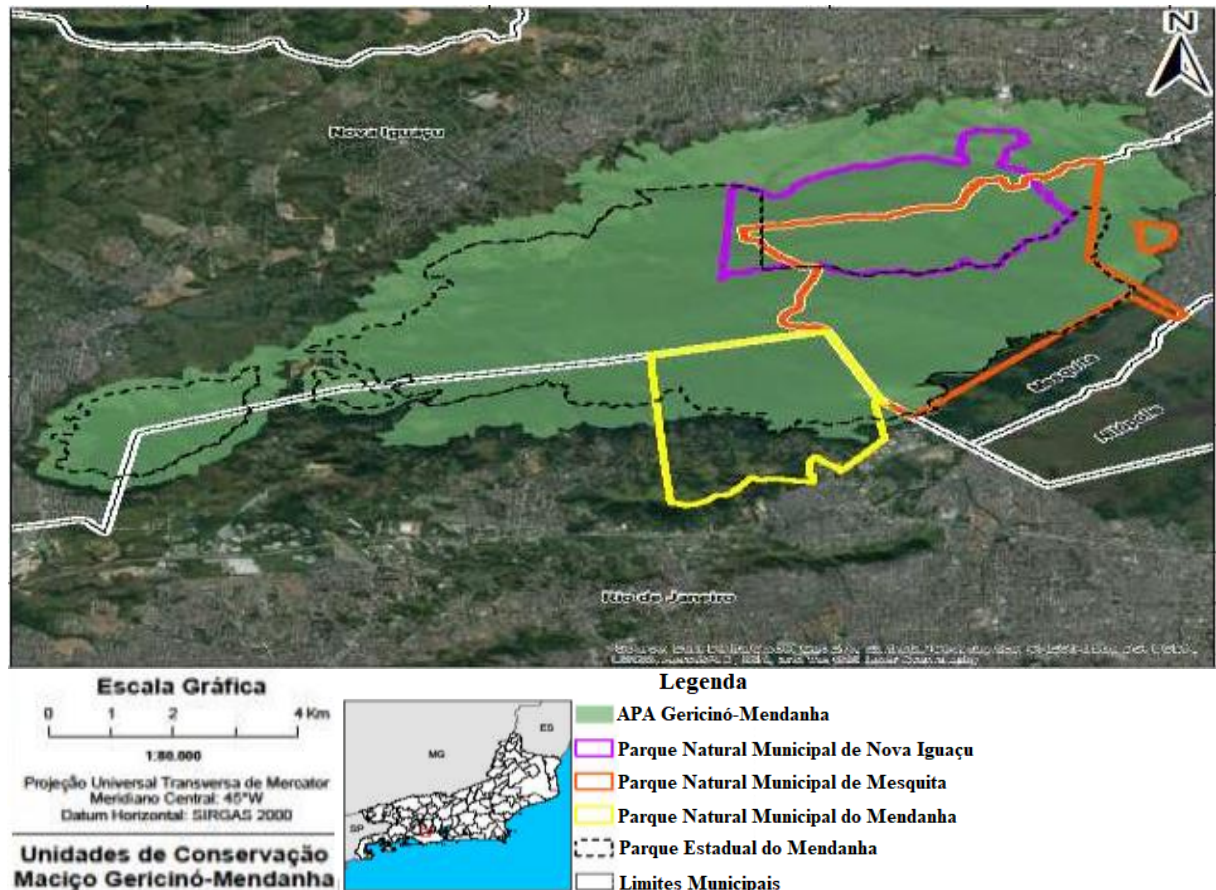 N
Nova Iguaçu
Mesquita
Nilópolis
Rio de Janeiro
Escala Gráfica
0 1 2 4 Km
1:80.000
Projeção Universal Transversa de Mercator
Meridiano Central: 45°W
Datum Horizontal: SIRGAS 2000
Unidades de Conservação
Maciço Gericinó-Mendanha
MG
ES
SP
Legenda
APA Gericinó-Mendanha
Parque Natural Municipal de Nova Iguaçu
Parque Natural Municipal de Mesquita
Parque Natural Municipal do Mendanha
Parque Estadual do Mendanha
Limites Municipais